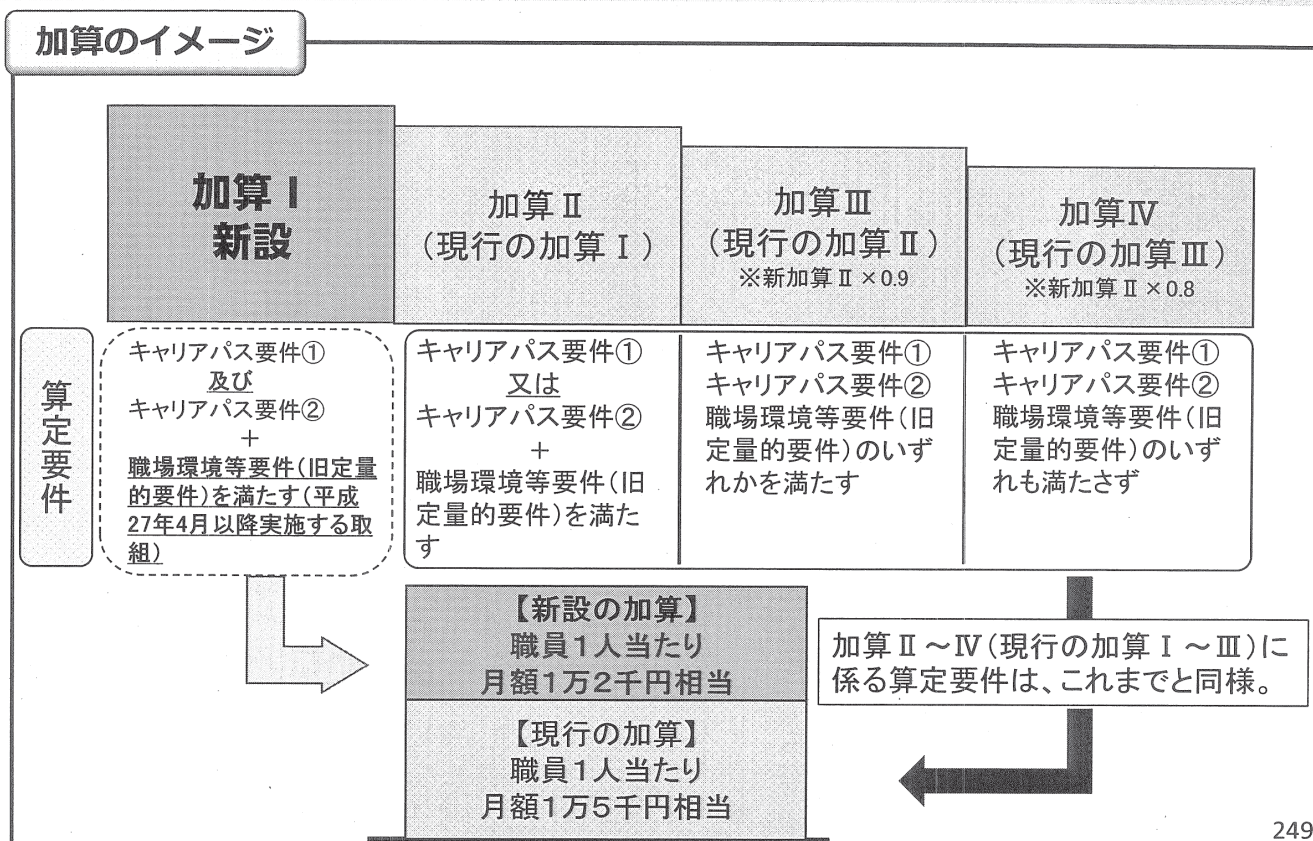 加算のイメージ
加算Ⅰ
新設
加算Ⅱ
(現行の加算Ⅰ)
加算Ⅲ
(現行の加算Ⅱ)
※新加算Ⅱ×0.9
加算Ⅳ
(現行の加算Ⅲ)
※新加算Ⅱ×0.8
算定要件
キャリアパス要件①
及び
キャリアパス要件②
+
職場環境等要件(旧定量
的要件)を満たす(平成
27年4月以降実施する取
組)
キャリアパス要件①
又は
キャリアパス要件②
+
職場環境等要件(旧
定量的要件)を満た
す
キャリアパス要件①
キャリアパス要件②
職場環境等要件(旧
定量的要件)のいず
れかを満たす
キャリアパス要件①
キャリアパス要件②
職場環境等要件(旧
定量的要件)のいず
れも満たさず
【新設の加算】
職員1人当たり
月額1万2千円相当
【現行の加算】
職員1人当たり
月額1万5千円相当
加算Ⅱ~Ⅳ(現行の加算Ⅰ~Ⅲ)に
係る算定要件は、これまでと同様。
249